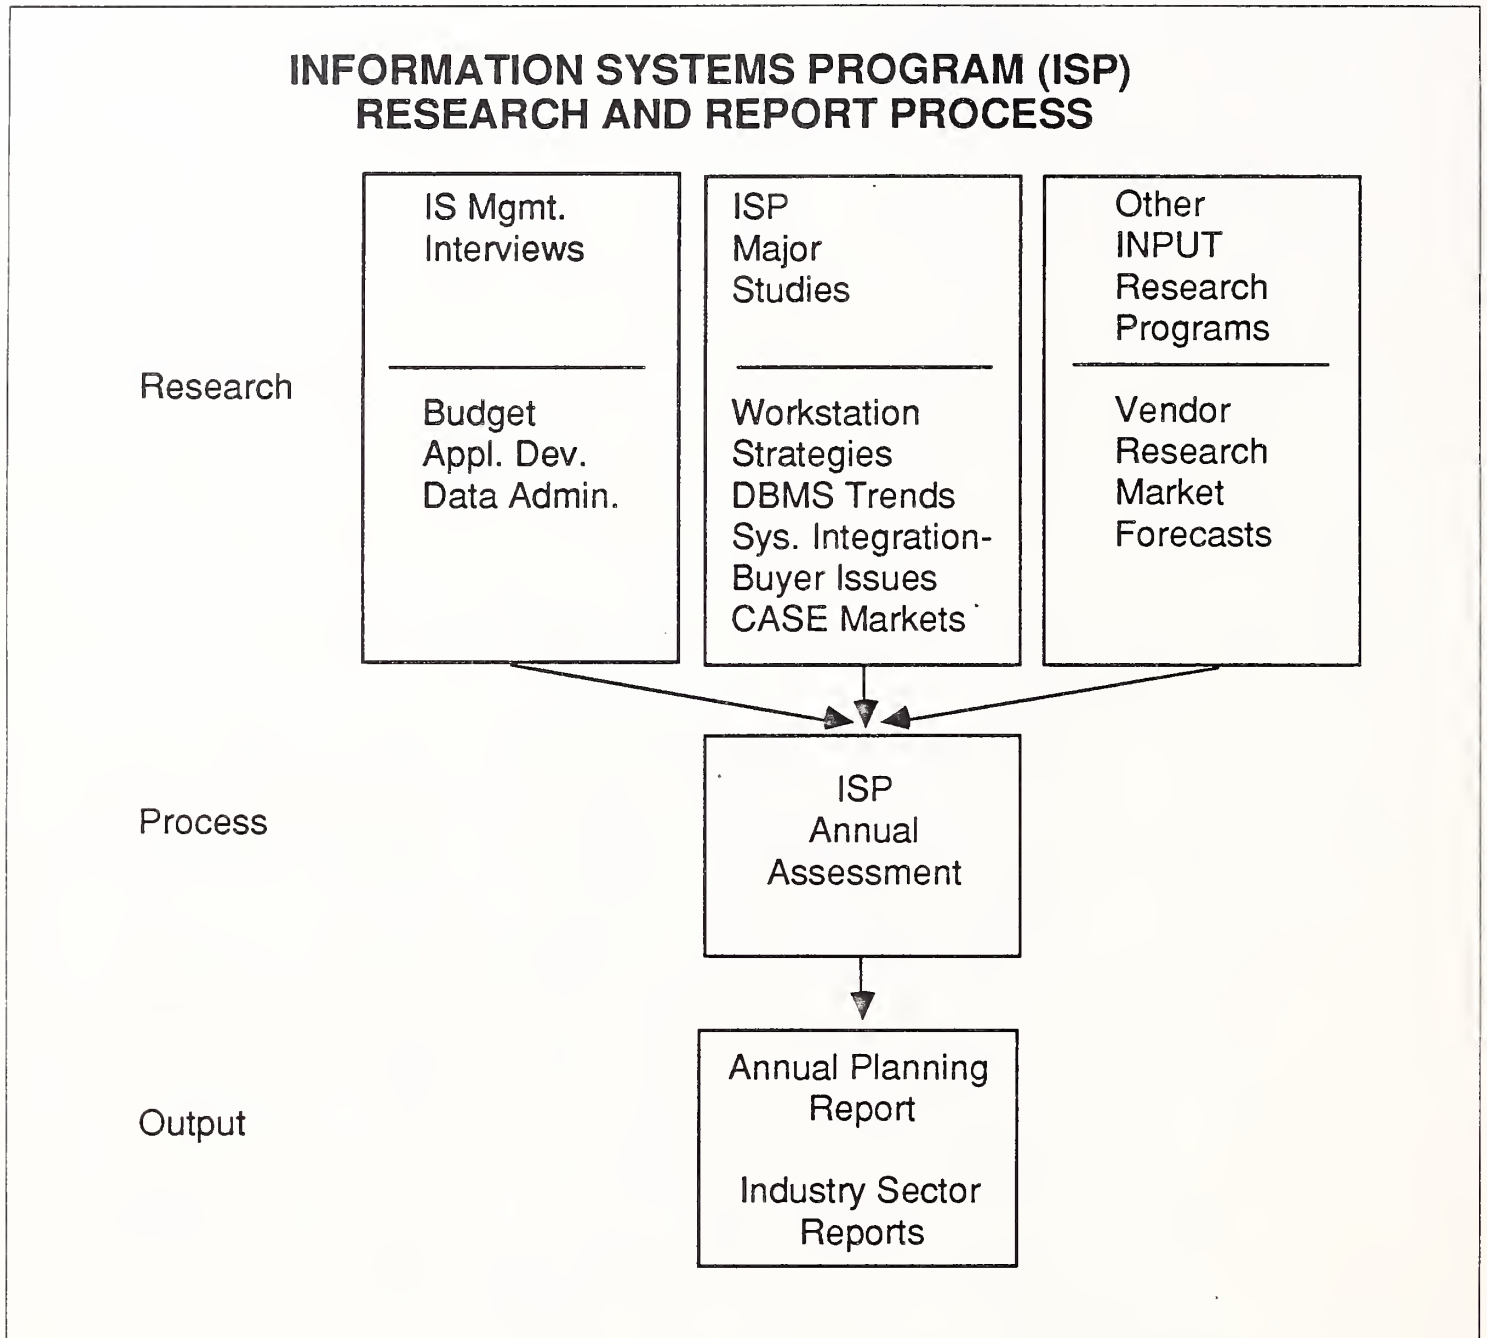 INFORMATION SYSTEMS PROGRAM (ISP)
RESEARCH AND REPORT PROCESS
Research
IS Mgmt.
Interviews
Budget
Appl. Dev.
Data Admin.
ISP
Major
Studies
Workstation
Strategies
DBMS Trends
Sys. Integration-
Buyer Issues
CASE Markets
Other
INPUT
Research
Programs
Vendor
Research
Market
Forecasts
Process
ISP
Annual
Assessment
Output
Annual Planning
Report
Industry Sector
Reports